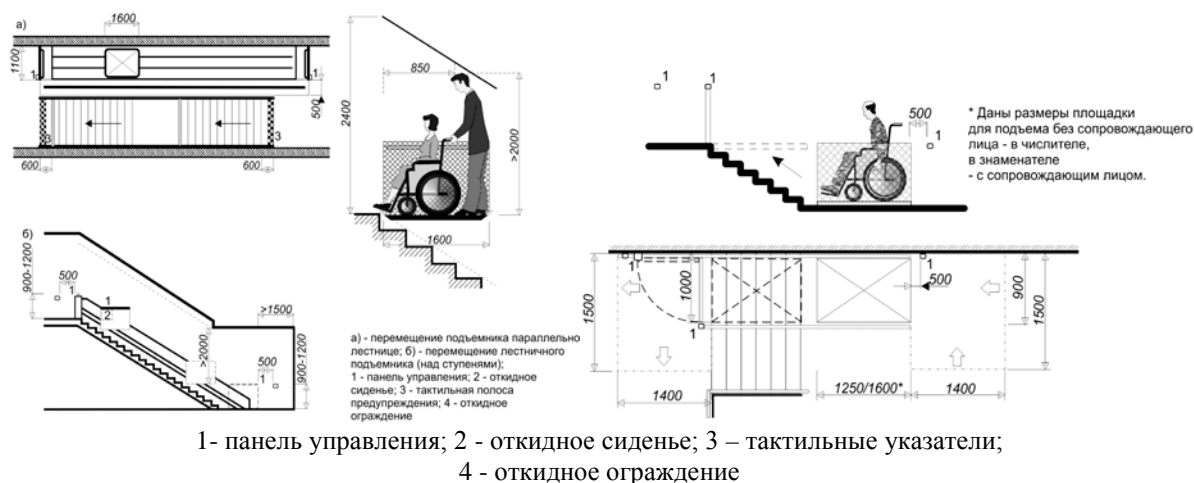 а)
1600
1100
1
1
500
3
3
600
600
б)
900-1200
500
1
1
2
>2000
>1500
500
1
900-1200
850
2400
>2000
1600
а) - перемещение подъемника параллельно
лестнице; б) - перемещение лестничного
подъемника (над ступенями);
1 - панель управления; 2 - откидное
сиденье; 3 - тактильная полоса
предупреждения; 4 - откидное
ограждение
1
1
500
1
* Даны размеры площадки
для подъема без сопровождающего
лица - в числителе,
в знаменателе
- с сопровождающим лицом.
1
1
1500
1000
1
500
900
1500
1
1400
1250/1600*
1400
1- панель управления; 2 - откидное сиденье; 3 – тактильные указатели;
4 - откидное ограждение